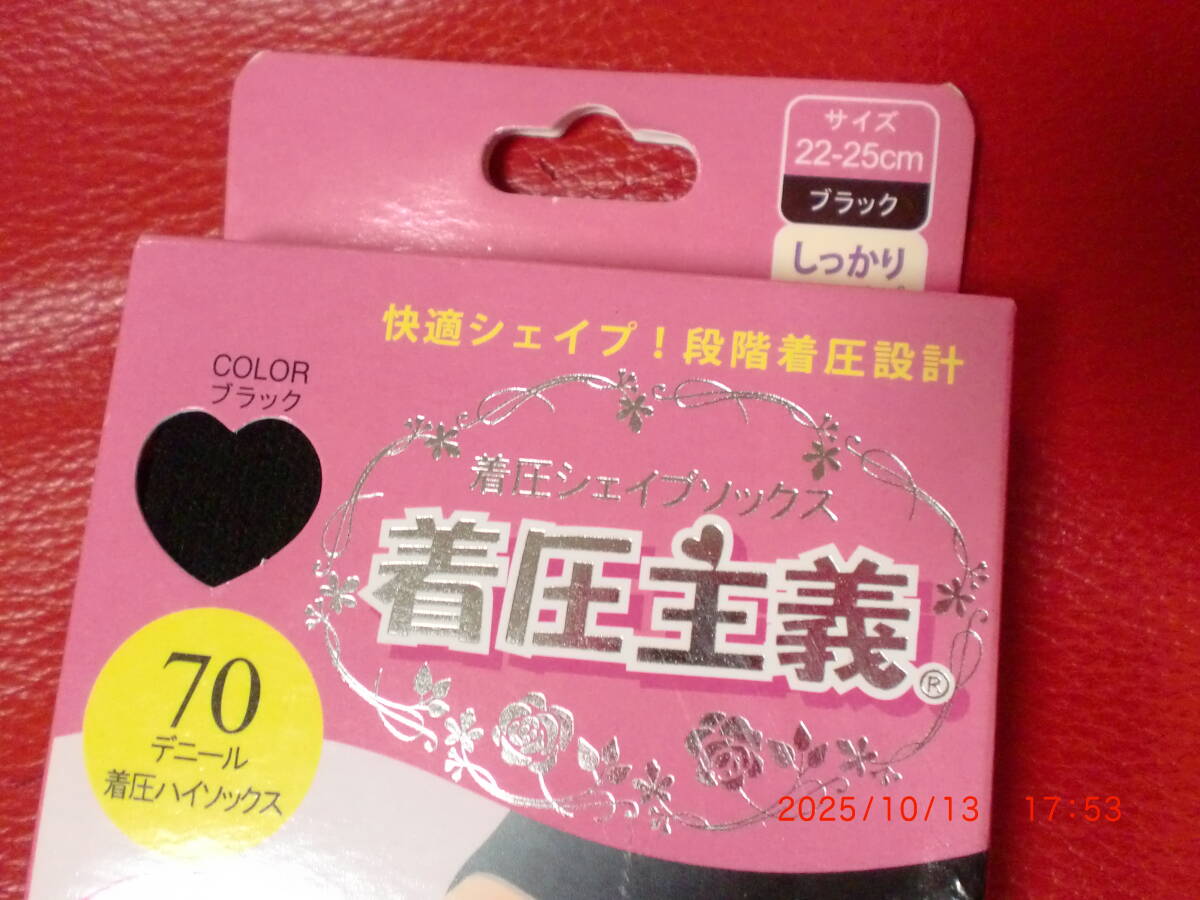 サイズ
22-25cm
ブラック
しっかり
快適シェイプ!段階着圧設計
COLOR
ブラック
着圧シェイプソックス
着圧主義®
70
デニール
着圧ハイソックス
2025/10/13 17:53